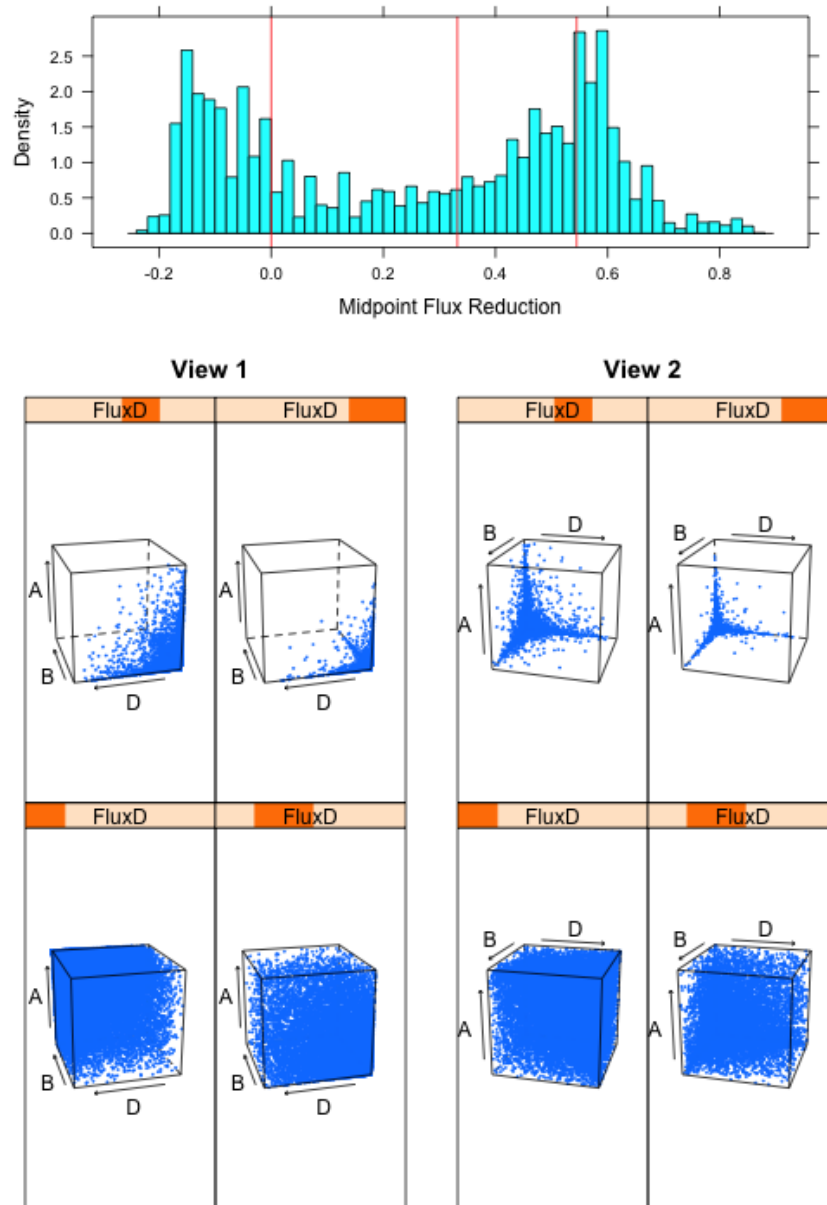 2.5
2.0
1.5
1.0
0.5
0.0
Density
-0.2 0.0 0.2 0.4 0.6 0.8
Midpoint Flux Reduction
View 1 View 2
FluxD FluxD FluxD FluxD
B D B D
A A A A
B D B D
FluxD FluxD FluxD FluxD
B D B D
A A A A
B D B D